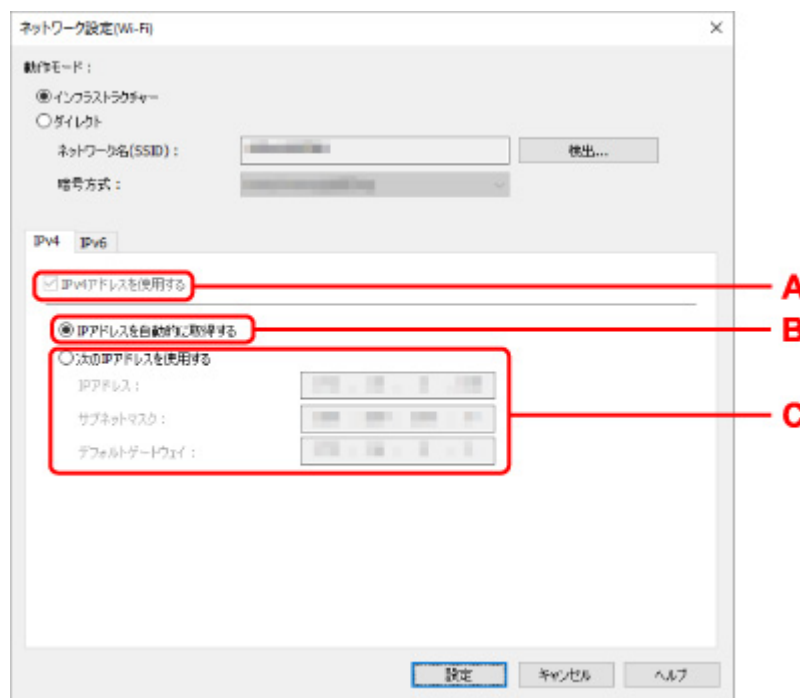 ネットワーク設定(Wi-Fi)
動作モード：
インフラストラクチャー
ダイレクト
ネットワーク名(SSID)：
検出...
暗号方式：
IPv4 IPv6
IPv4アドレスを使用する
A
IPアドレスを自動的に取得する
B
次のIPアドレスを使用する
IPアドレス：
サブネットマスク：
C
デフォルトゲートウェイ：
設定 キャンセル ヘルプ